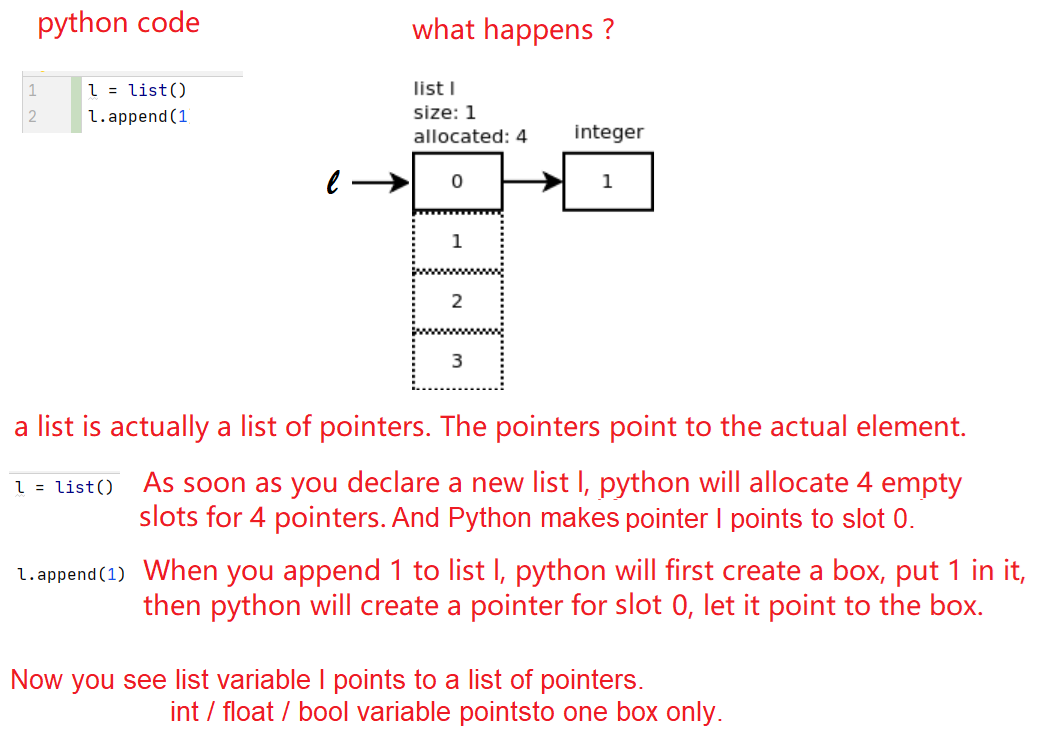 python code
what happens ?
1 l = list()
2 l.append(1
list l
size: 1
allocated: 4
integer
ℓ
0
1
1
2
3
a list is actually a list of pointers. The pointers point to the actual element.
l = list()
As soon as you declare a new list l, python will allocate 4 empty
slots for 4 pointers. And Python makes pointer l points to slot 0.
l.append(1)
When you append 1 to list l, python will first create a box, put 1 in it,
then python will create a pointer for slot 0, let it point to the box.
Now you see list variable l points to a list of pointers.
int / float / bool variable pointsto one box only.